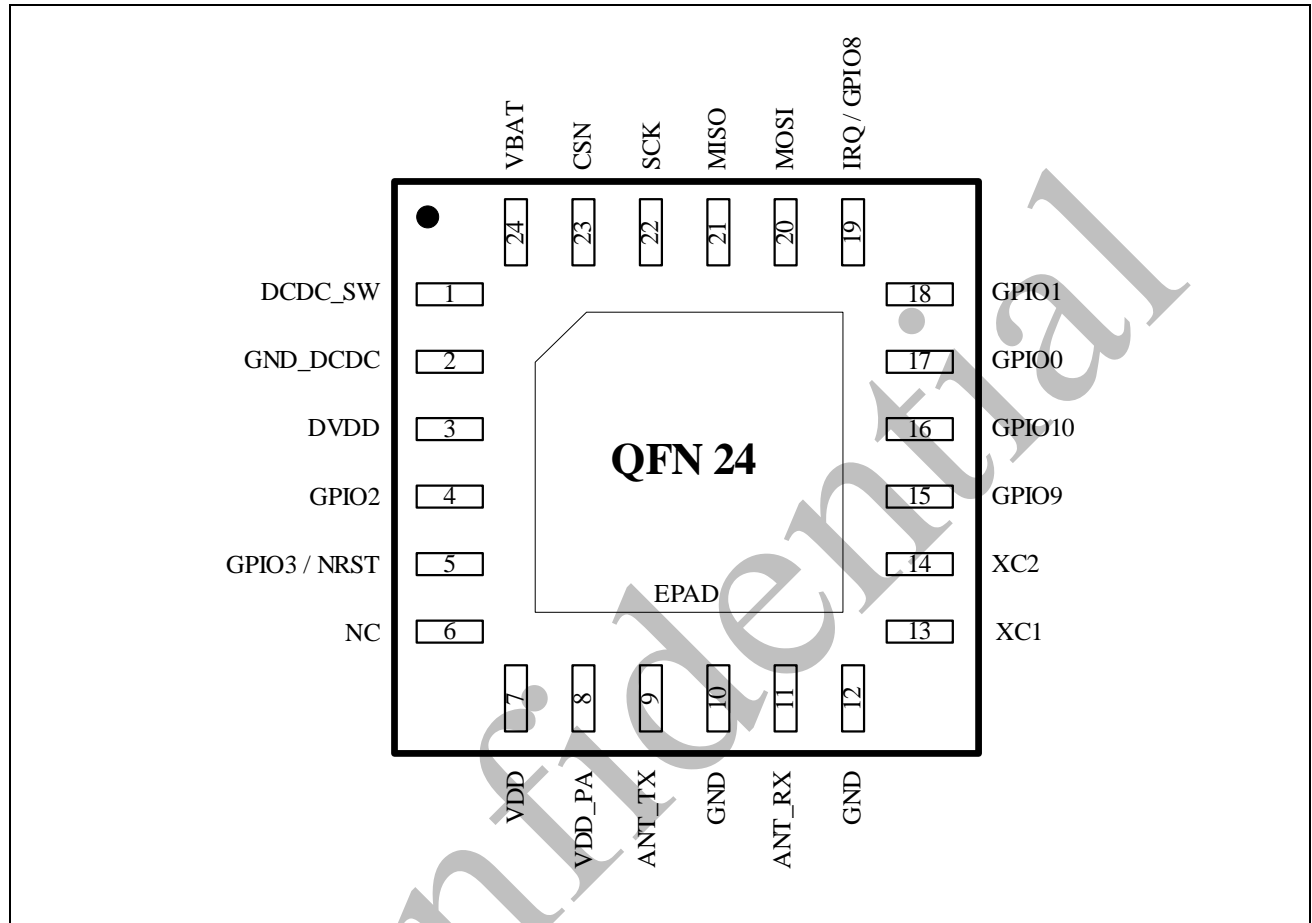 VBAT
CSN
SCK
MISO
MOSI
IRQ / GPIO8
24
23
22
21
20
19
DCDC_SW 1
18 GPIO1
GND_DCDC 2
17 GPIO0
DVDD 3
16 GPIO10
QFN 24
GPIO2 4
15 GPIO9
GPIO3 / NRST 5
14 XC2
EPAD
NC 6
13 XC1
7
8
9
10
11
12
VDD
VDD_PA
ANT_TX
GND
ANT_RX
GND
nfidential